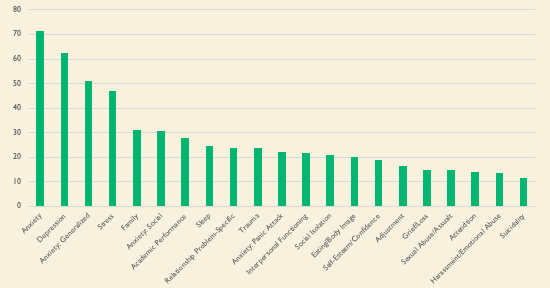 80
70
60
50
40
30
20
10
0
Anxiety
Depression
Anxiety: Generalized
Stress
Family
Anxiety: Social
Academic Performance
Sleep
Relationship Problem-Specific
Trauma
Anxiety: Panic Attack
Interpersonal Functioning
Social Isolation
Eating/Body Image
Self-Esteem/Confidence
Adjustment
Grief/Loss
Sexual Abuse/Assault
Attention
Harassment/Emotional Abuse
Suicidality